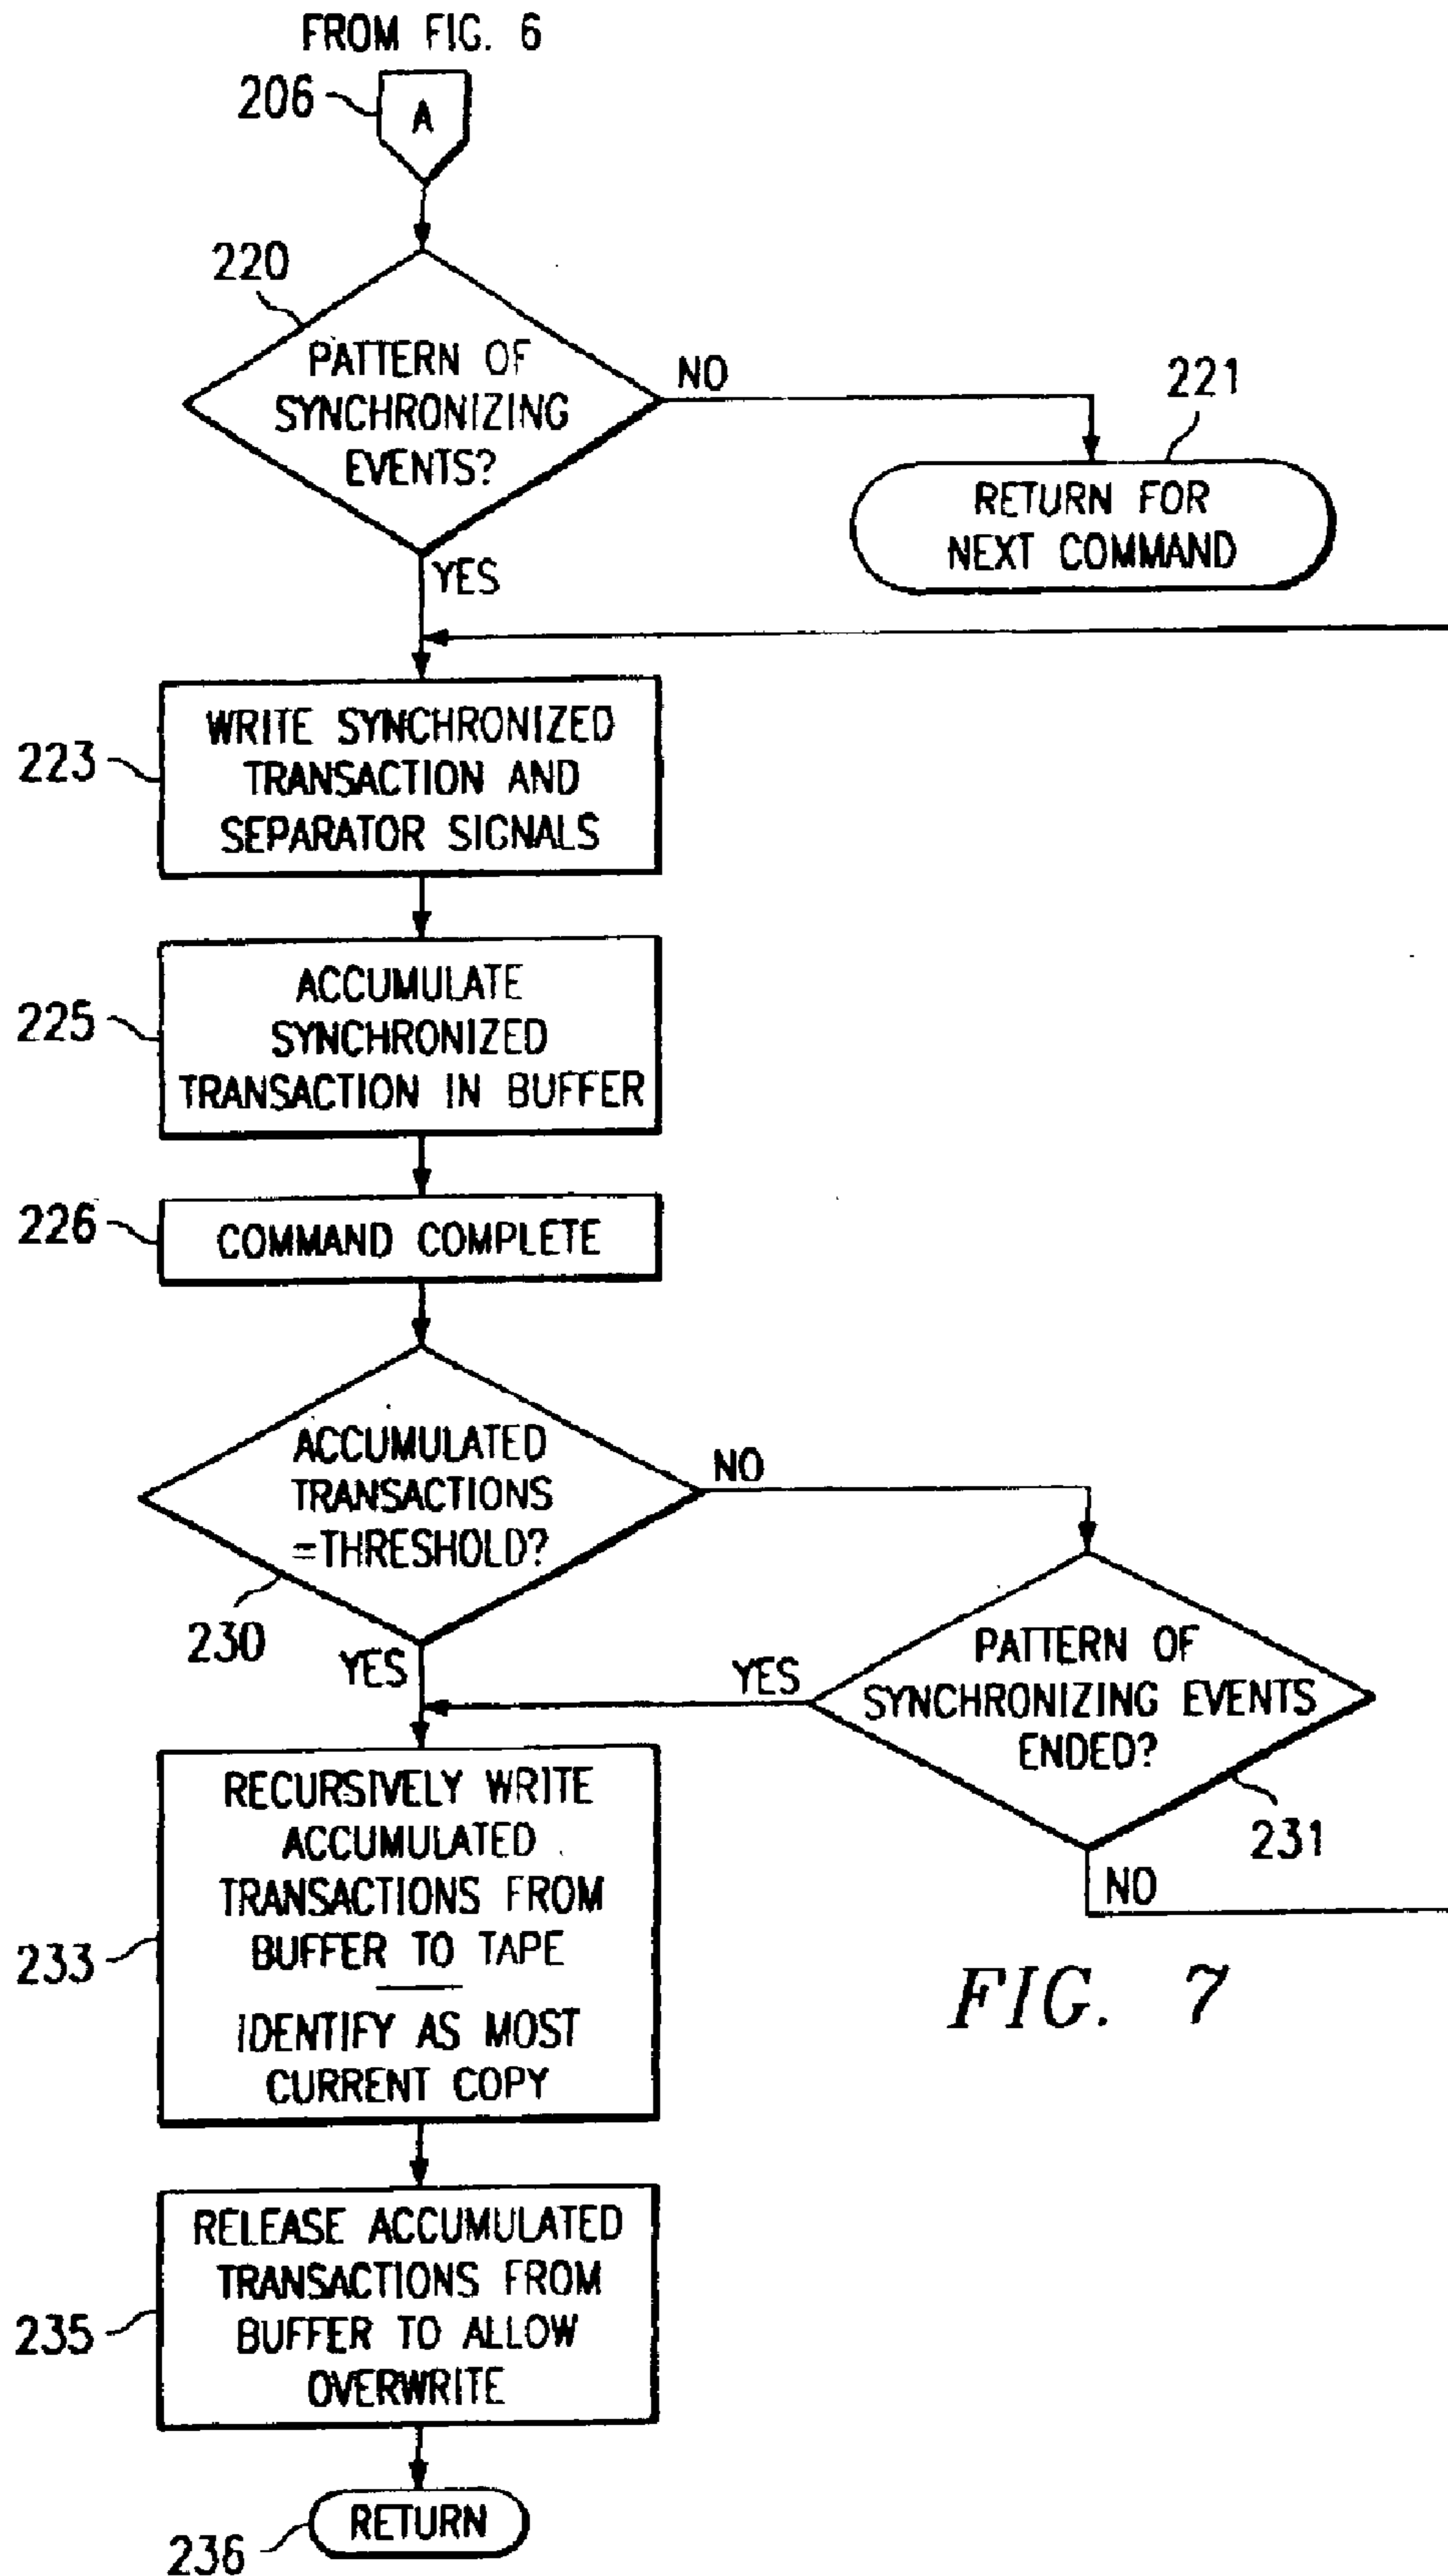 FROM FIG. 6
206
A
220
PATTERN OF
SYNCHRONIZING
EVENTS?
NO
221
RETURN FOR
NEXT COMMAND
YES
223
WRITE SYNCHRONIZED
TRANSACTION AND
SEPARATOR SIGNALS
225
ACCUMULATE
SYNCHRONIZED
TRANSACTION IN BUFFER
226
COMMAND COMPLETE
ACCUMULATED
TRANSACTIONS
=THRESHOLD?
NO
230
YES
PATTERN OF
SYNCHRONIZING EVENTS
ENDED?
YES
231
NO
233
RECURSIVELY WRITE
ACCUMULATED
TRANSACTIONS FROM
BUFFER TO TAPE
IDENTIFY AS MOST
CURRENT COPY
FIG. 7
235
RELEASE ACCUMULATED
TRANSACTIONS FROM
BUFFER TO ALLOW
OVERWRITE
RETURN
236